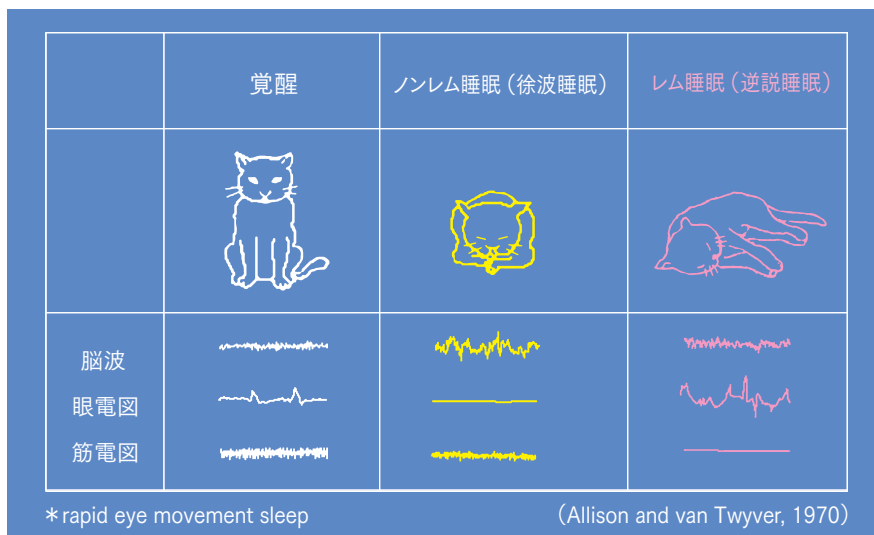 覚醒
ノンレム睡眠（徐波睡眠）
レム睡眠（逆説睡眠）
脳波
眼電図
筋電図
＊rapid eye movement sleep
（Allison and van Twyver, 1970）